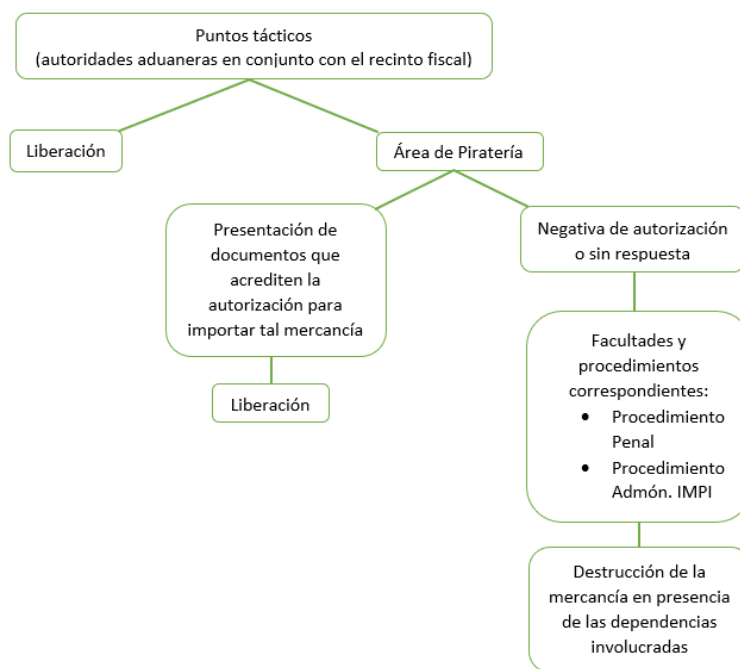 Puntos tácticos
(autoridades aduaneras en conjunto con el recinto fiscal)
Liberación
Área de Piratería
Presentación de
documentos que
acrediten la
autorización para
importar tal mercancía
Liberación
Negativa de autorización
o sin respuesta
Facultades y
procedimientos
correspondientes:
• Procedimiento
Penal
• Procedimiento
Admón. IMPI
Destrucción de la
mercancía en presencia
de las dependencias
involucradas